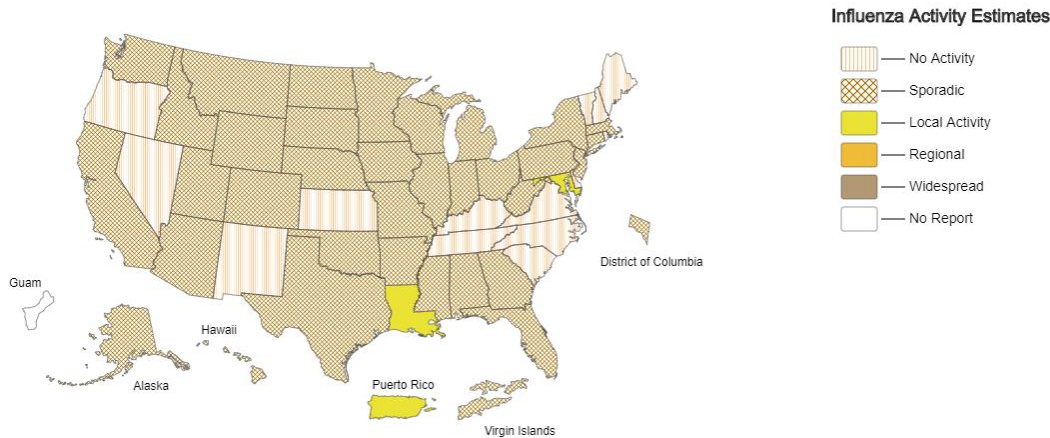 Influenza Activity Estimates
No Activity
Sporadic
Local Activity
Regional
Widespread
No Report
District of Columbia
Guam
Hawaii
Alaska
Puerto Rico
Virgin Islands